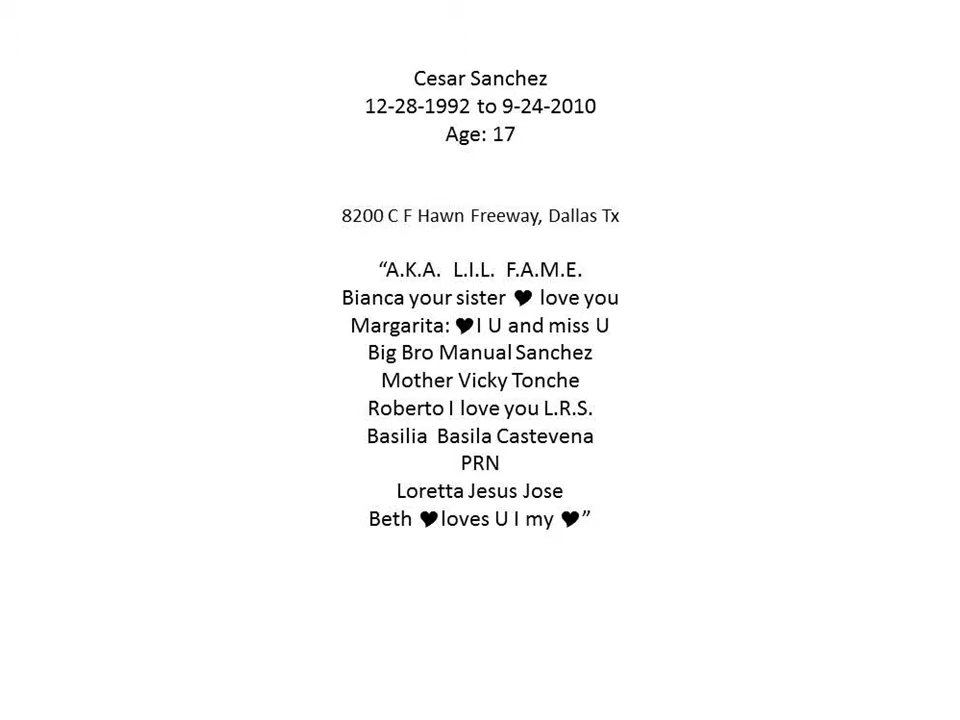 Cesar Sanchez
12-28-1992 to 9-24-2010
Age: 17
8200 C F Hawn Freeway, Dallas Tx
“A.K.A. L.I.L. F.A.M.E.
Bianca your sister ♥ love you
Margarita: ♥I U and miss U
Big Bro Manual Sanchez
Mother Vicky Tonche
Roberto I love you L.R.S.
Basilia Basila Castevena
PRN
Loretta Jesus Jose
Beth ♥loves U I my ♥”